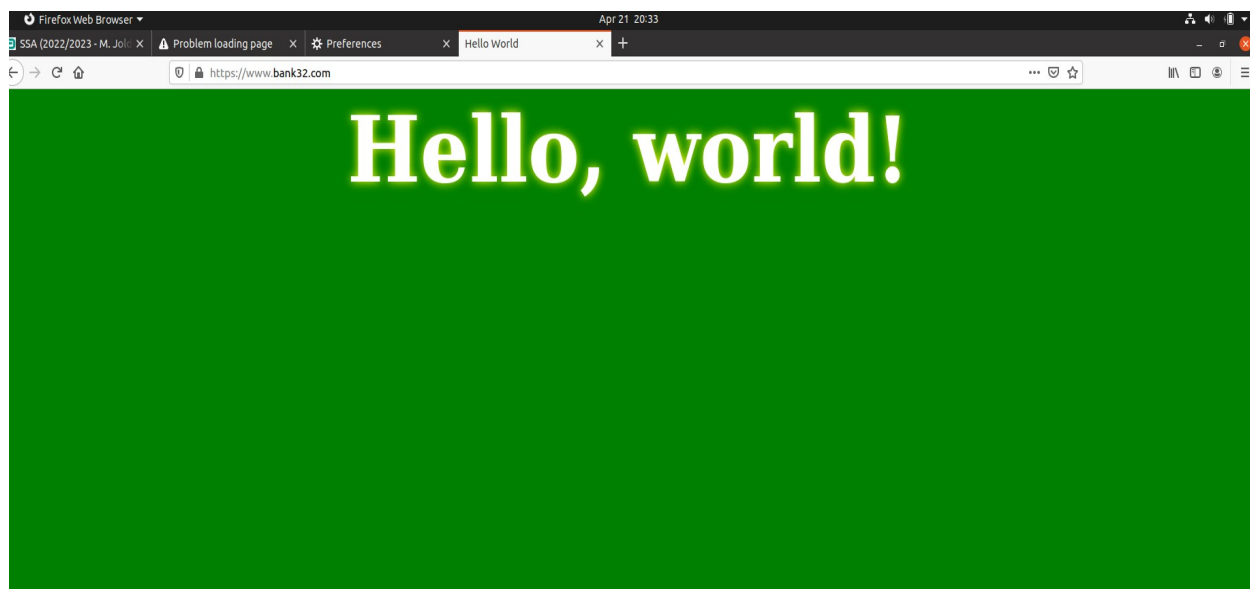 Firefox Web Browser Apr 21 20:33
SSA (2022/2023 - M. Jold Problem loading page Preferences Hello World
https://www.bank32.com
Hello, world!